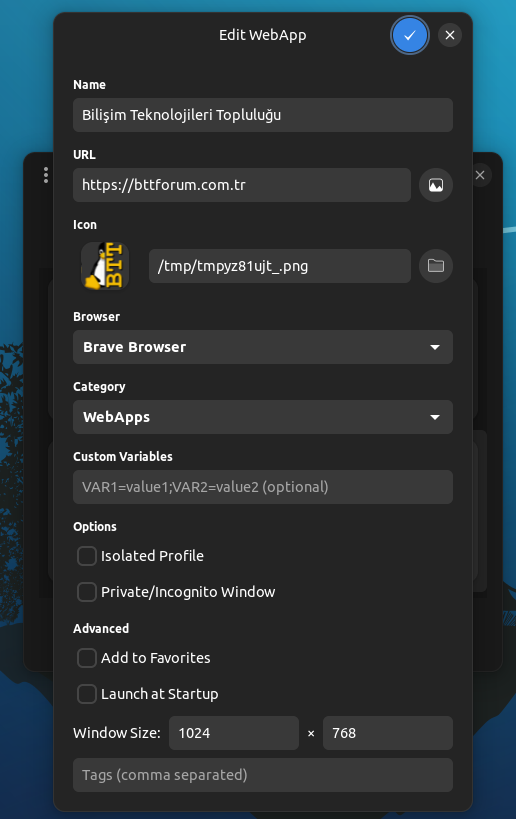 Edit WebApp
Name
Bilişim Teknolojileri Topluluğu
URL
https://bttforum.com.tr
Icon
BTT
/tmp/tmpyz81ujt_.png
Browser
Brave Browser
Category
WebApps
Custom Variables
VAR1=value1;VAR2=value2 (optional)
Options
Isolated Profile
Private/Incognito Window
Advanced
Add to Favorites
Launch at Startup
Window Size: 1024 × 768
Tags (comma separated)